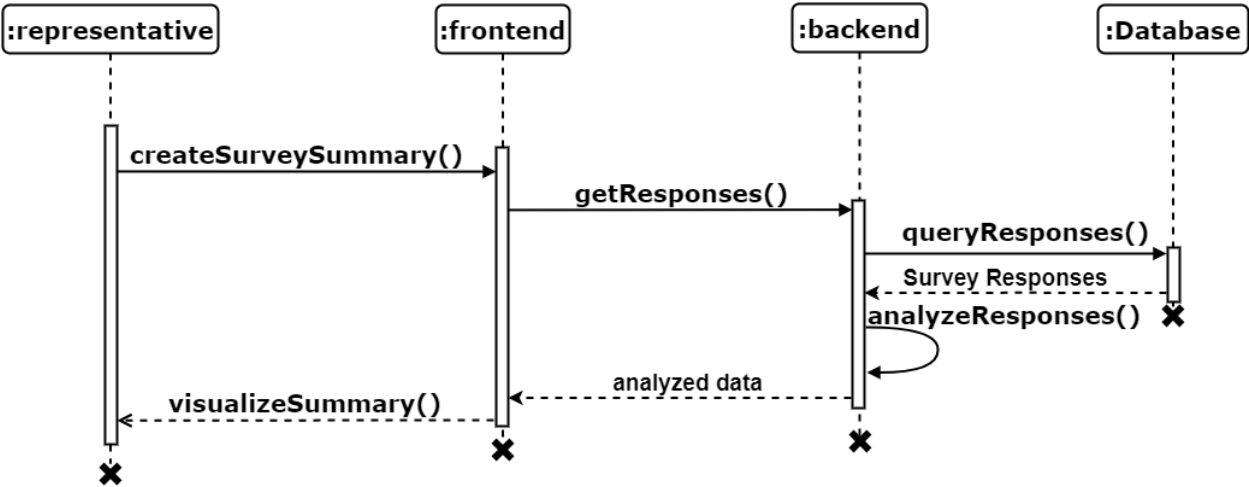 :representative
:frontend
:backend
:Database
createSurveySummary()
getResponses()
queryResponses()
Survey Responses
analyzeResponses()
analyzed data
visualizeSummary()